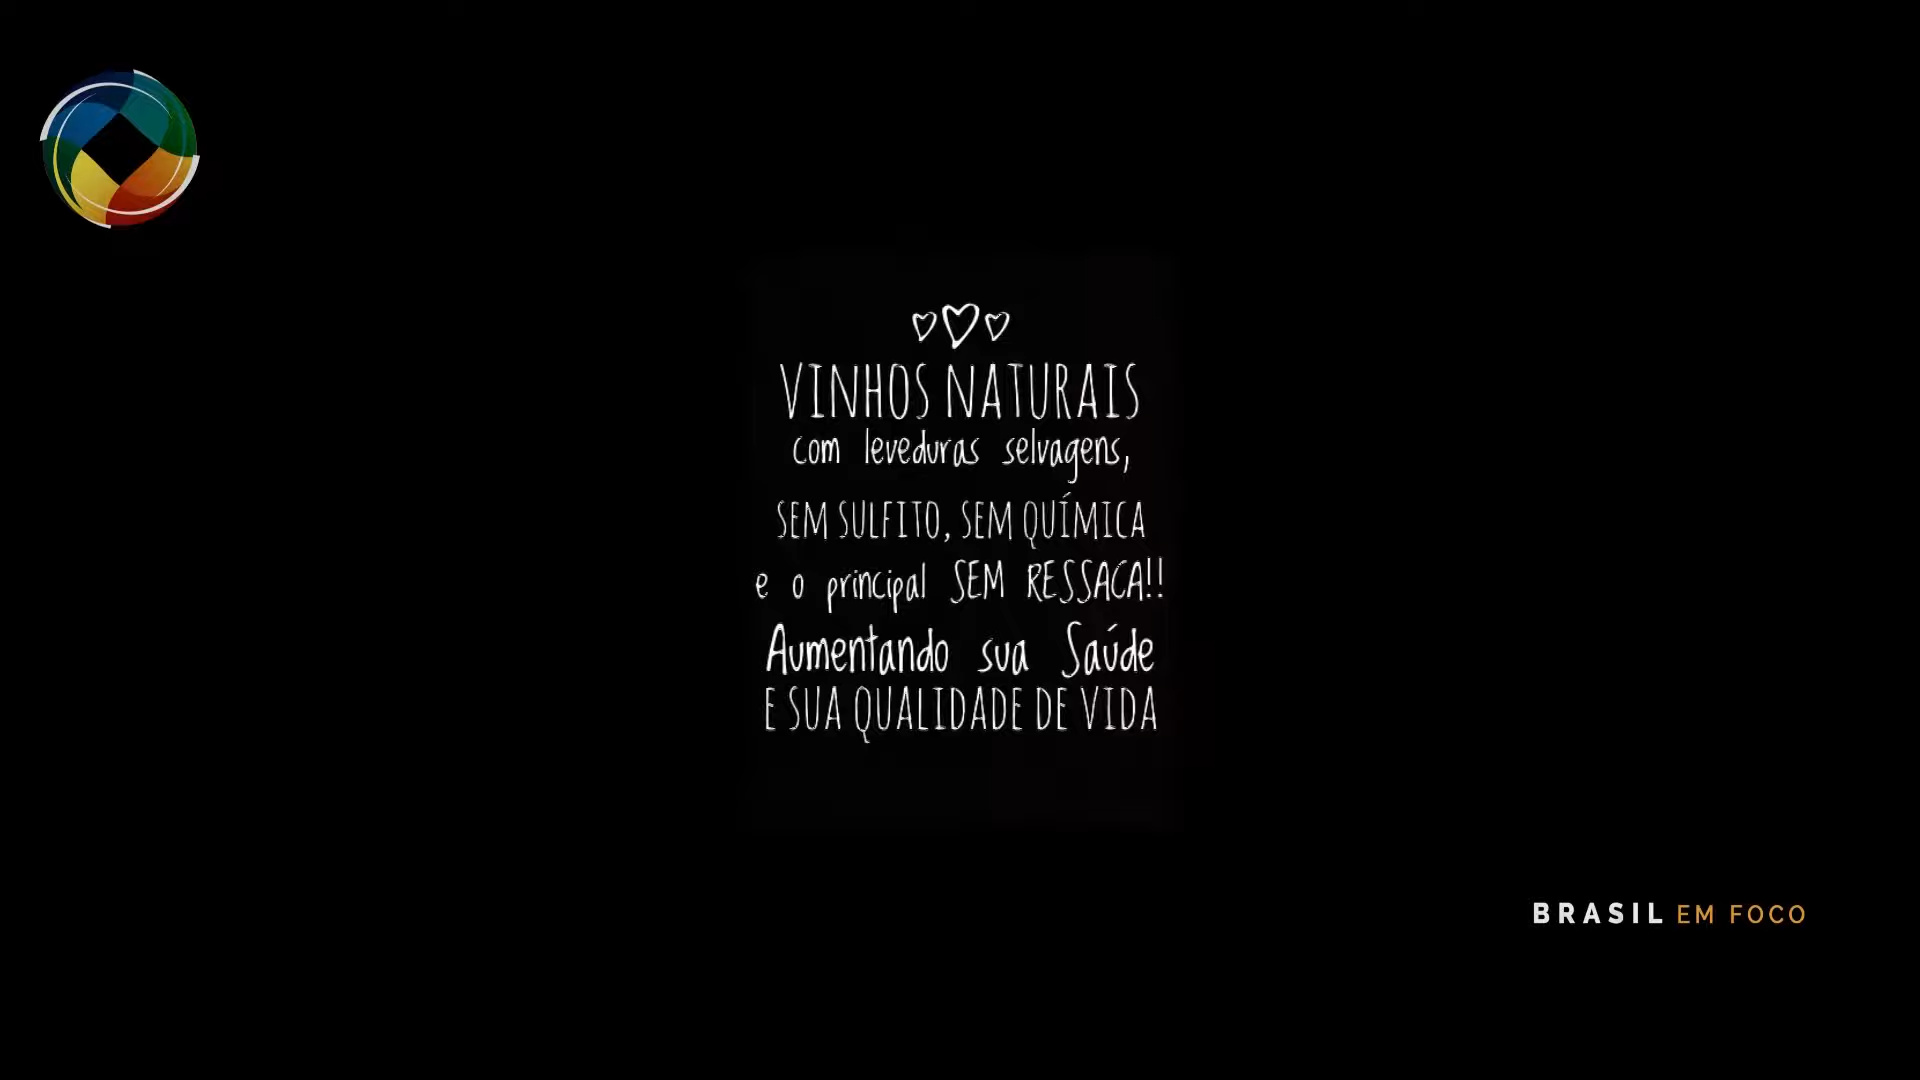 VINHOS NATURAIS
com leveduras selvagens,
SEM SULFITO, SEM QUÍMICA
e o principal SEM RESSACA!!
Aumentando sua Saúde
E SUA QUALIDADE DE VIDA
BRASIL EM FOCO